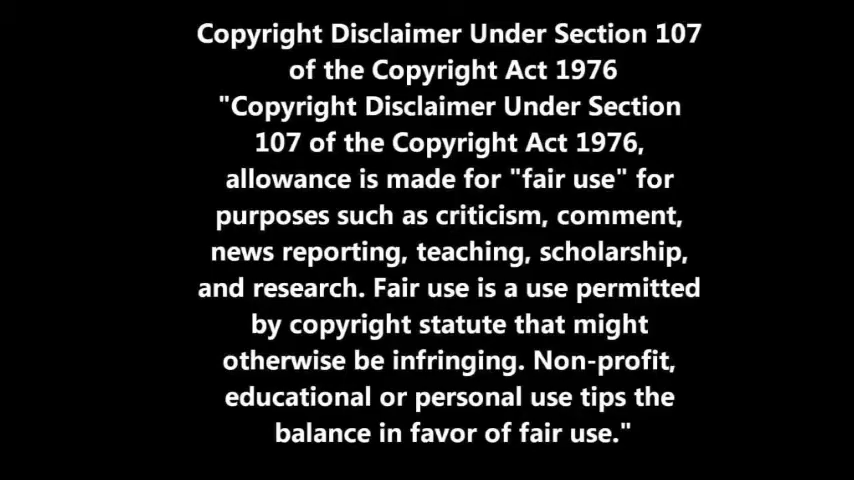 Copyright Disclaimer Under Section 107
of the Copyright Act 1976
"Copyright Disclaimer Under Section
107 of the Copyright Act 1976,
allowance is made for "fair use" for
purposes such as criticism, comment,
news reporting, teaching, scholarship,
and research. Fair use is a use permitted
by copyright statute that might
otherwise be infringing. Non-profit,
educational or personal use tips the
balance in favor of fair use."